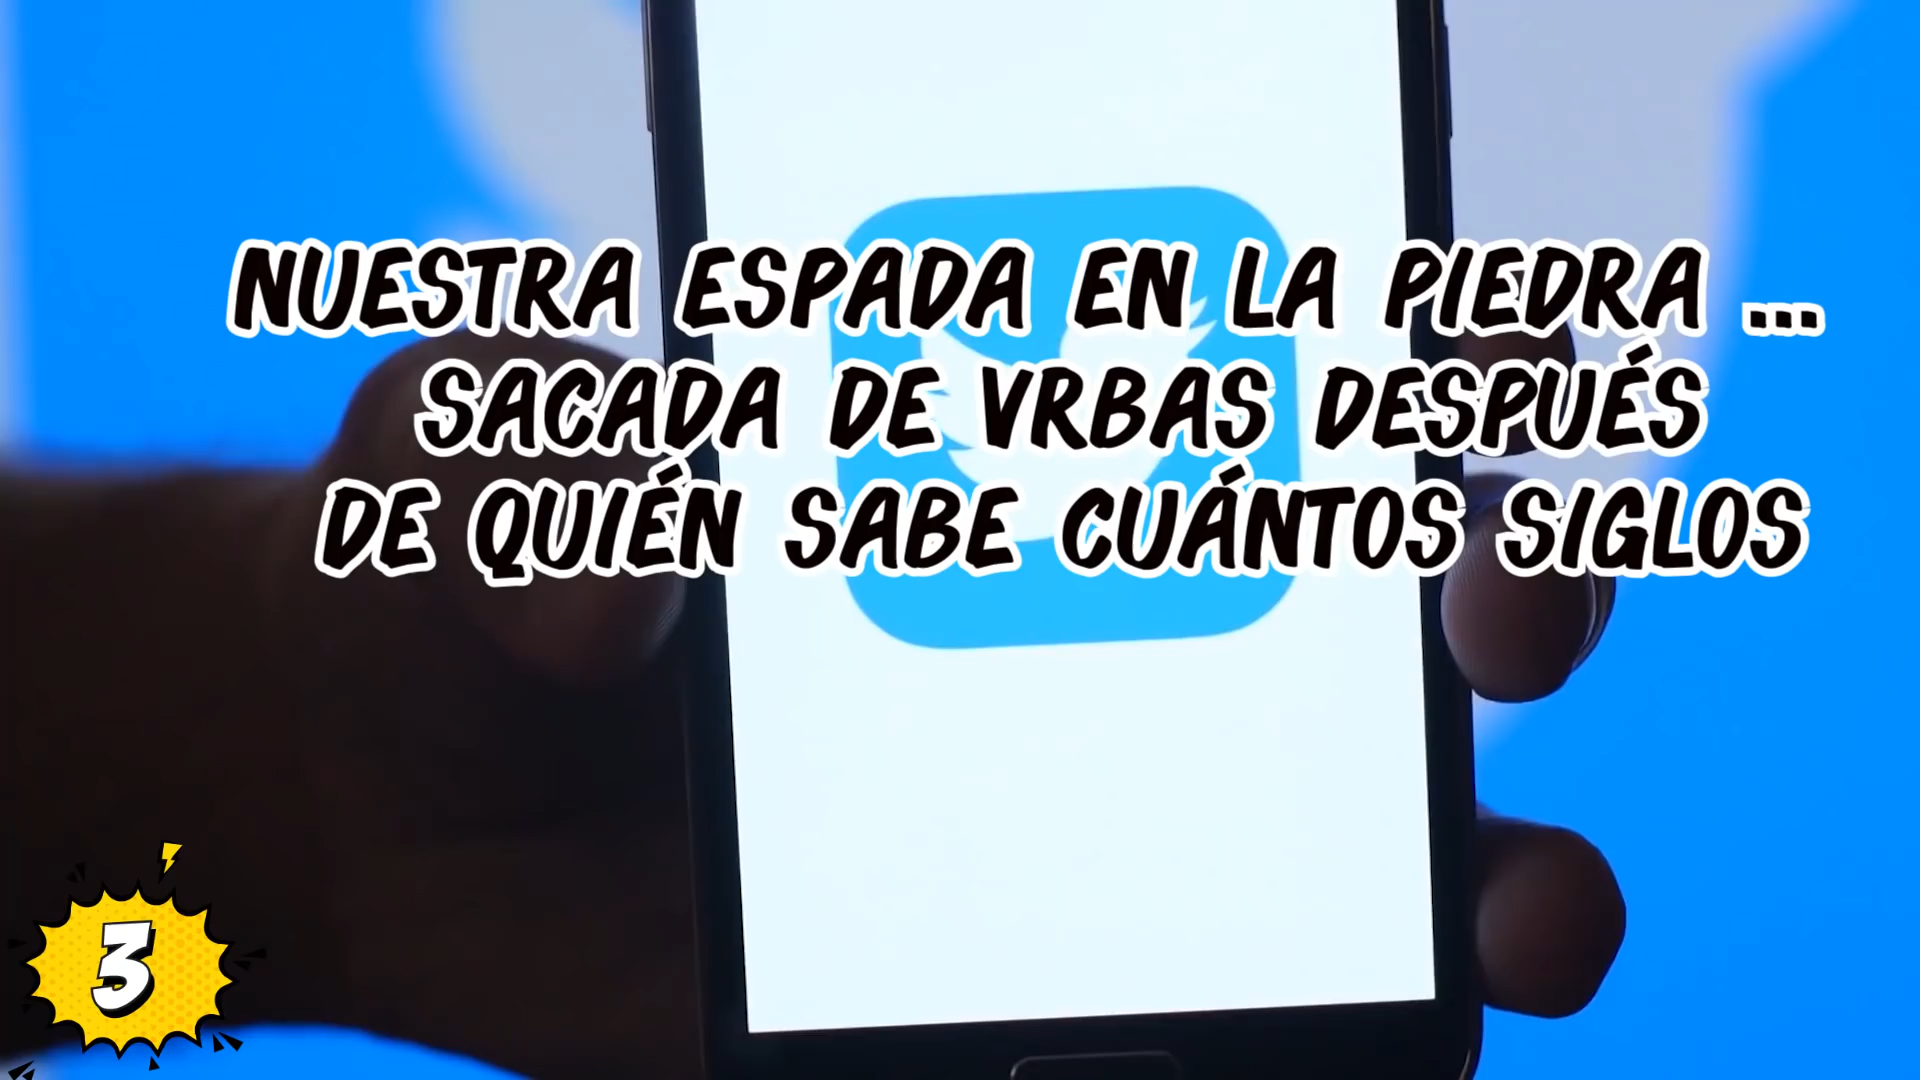 NUESTRA ESPADA EN LA PIEDRA ...
SACADA DE VRBAS DESPUÉS
DE QUIÉN SABE CUÁNTOS SIGLOS
3